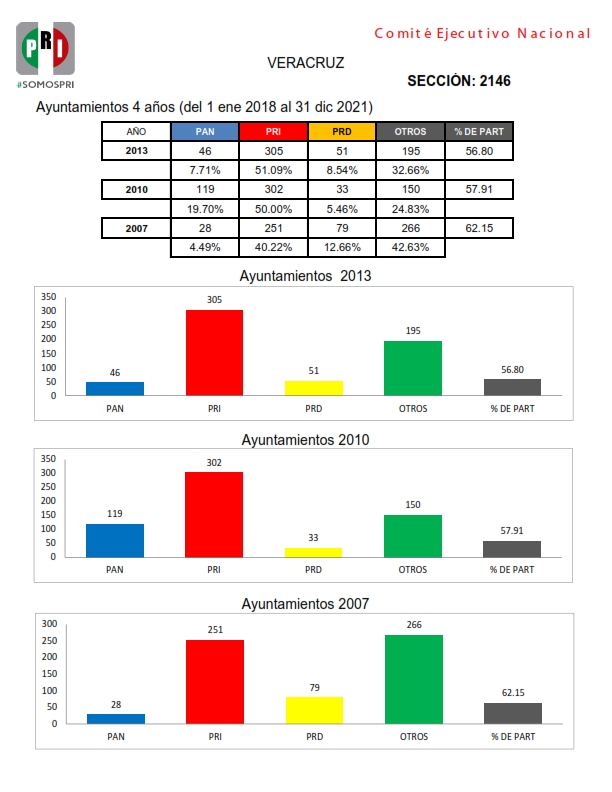 Comité Ejecutivo Nacional
PRI
#SOMOSPRI
VERACRUZ
SECCIÓN: 2146
Ayuntamientos 4 años (del 1 ene 2018 al 31 dic 2021)
AÑO PAN PRI PRD OTROS % DE PART
2013 46 305 51 195 56.80
7.71% 51.09% 8.54% 32.66%
2010 119 302 33 150 57.91
19.70% 50.00% 5.46% 24.83%
2007 28 251 79 266 62.15
4.49% 40.22% 12.66% 42.63%
Ayuntamientos 2013
350
300
250
200
150
100
50
0
46 305 51 195 56.80
PAN PRI PRD OTROS % DE PART
Ayuntamientos 2010
350
300
250
200
150
100
50
0
119 302 33 150 57.91
PAN PRI PRD OTROS % DE PART
Ayuntamientos 2007
300
250
200
150
100
50
0
28 251 79 266 62.15
PAN PRI PRD OTROS % DE PART